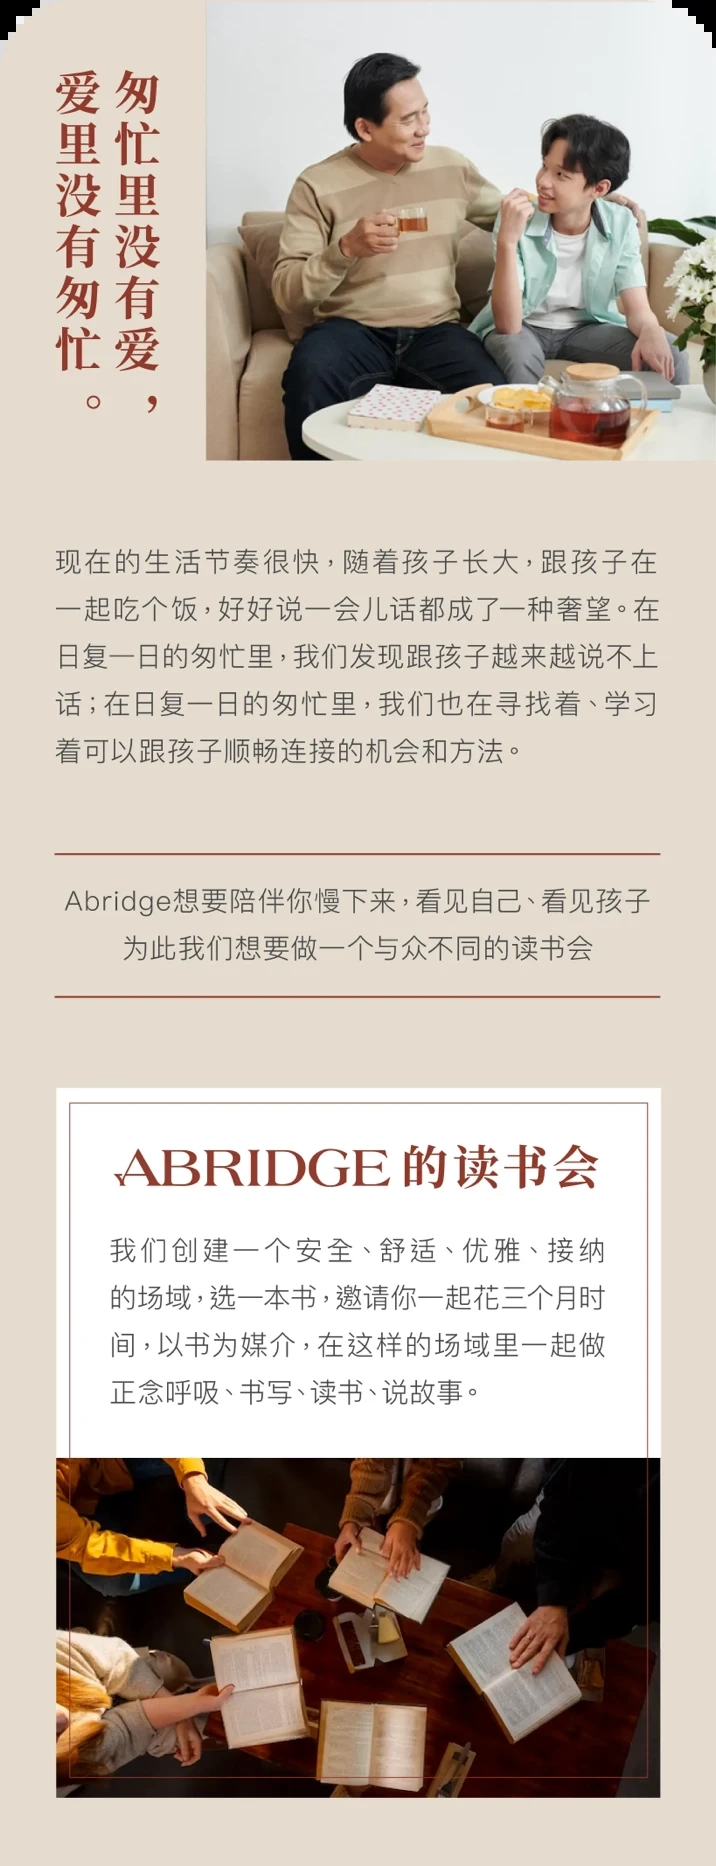 匆忙里没有爱，
爱里没有匆忙。
现在的生活节奏很快，随着孩子长大，跟孩子在
一起吃个饭，好好说一会儿话都成了一种奢望。在
日复一日的匆忙里，我们发现跟孩子越来越说不上
话；在日复一日的匆忙里，我们也在寻找着、学习
着可以跟孩子顺畅连接的机会和方法。
Abridge想要陪伴你慢下来，看见自己、看见孩子
为此我们想要做一个与众不同的读书会
ABRIDGE 的读书会
我们创建一个安全、舒适、优雅、接纳
的场域，选一本书，邀请你一起花三个月时
间，以书为媒介，在这样的场域里一起做
正念呼吸、书写、读书、说故事。